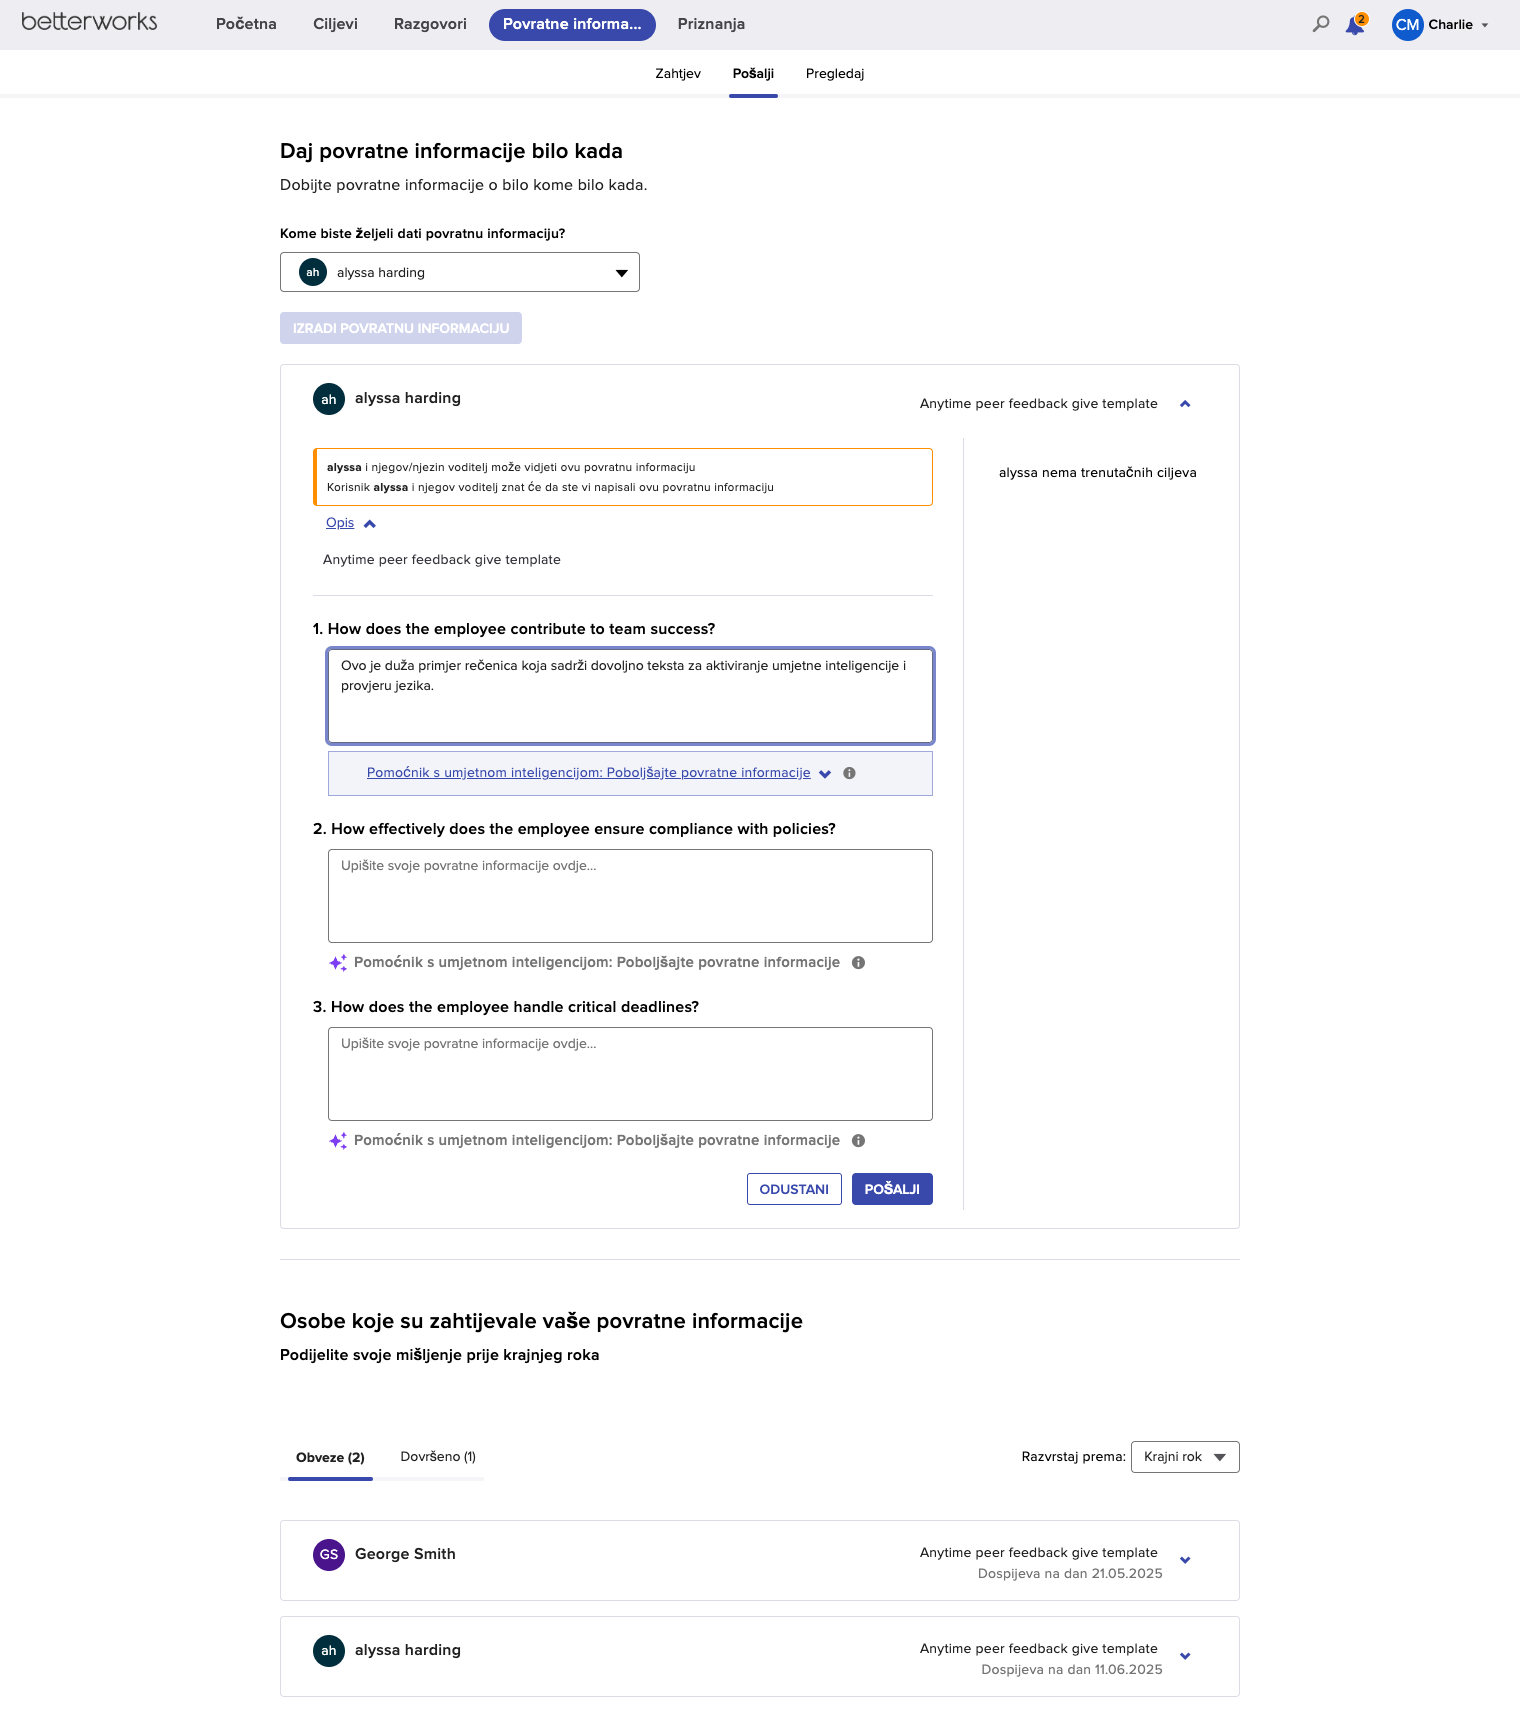 betterworks
Početna
Ciljevi
Razgovori
Povratne informa...
Priznanja
2
CM
Charlie
Zahtjev
Pošalji
Pregledaj
Daj povratne informacije bilo kada
Dobijte povratne informacije o bilo kome bilo kada.
Kome biste željeli dati povratnu informaciju?
ah
alyssa harding
IZRADI POVRATNU INFORMACIJU
ah
alyssa harding
Anytime peer feedback give template
alyssa i njegov/njezin voditelj može vidjeti ovu povratnu informaciju
Korisnik alyssa i njegov voditelj znat će da ste vi napisali ovu povratnu informaciju
alyssa nema trenutačnih ciljeva
Opis
Anytime peer feedback give template
1. How does the employee contribute to team success?
Ovo je duža primjer rečenica koja sadrži dovoljno teksta za aktiviranje umjetne inteligencije i
provjeru jezika.
Pomoćnik s umjetnom inteligencijom: Poboljšajte povratne informacije
2. How effectively does the employee ensure compliance with policies?
Upišite svoje povratne informacije ovdje...
Pomoćnik s umjetnom inteligencijom: Poboljšajte povratne informacije
3. How does the employee handle critical deadlines?
Upišite svoje povratne informacije ovdje...
Pomoćnik s umjetnom inteligencijom: Poboljšajte povratne informacije
ODUSTANI
POŠALJI
Osobe koje su zahtijevale vaše povratne informacije
Podijelite svoje mišljenje prije krajnjeg roka
Obveze (2)
Dovršeno (1)
Razvrstaj prema:
Krajni rok
GS
George Smith
Anytime peer feedback give template
Dospijeva na dan 21.05.2025
ah
alyssa harding
Anytime peer feedback give template
Dospijeva na dan 11.06.2025